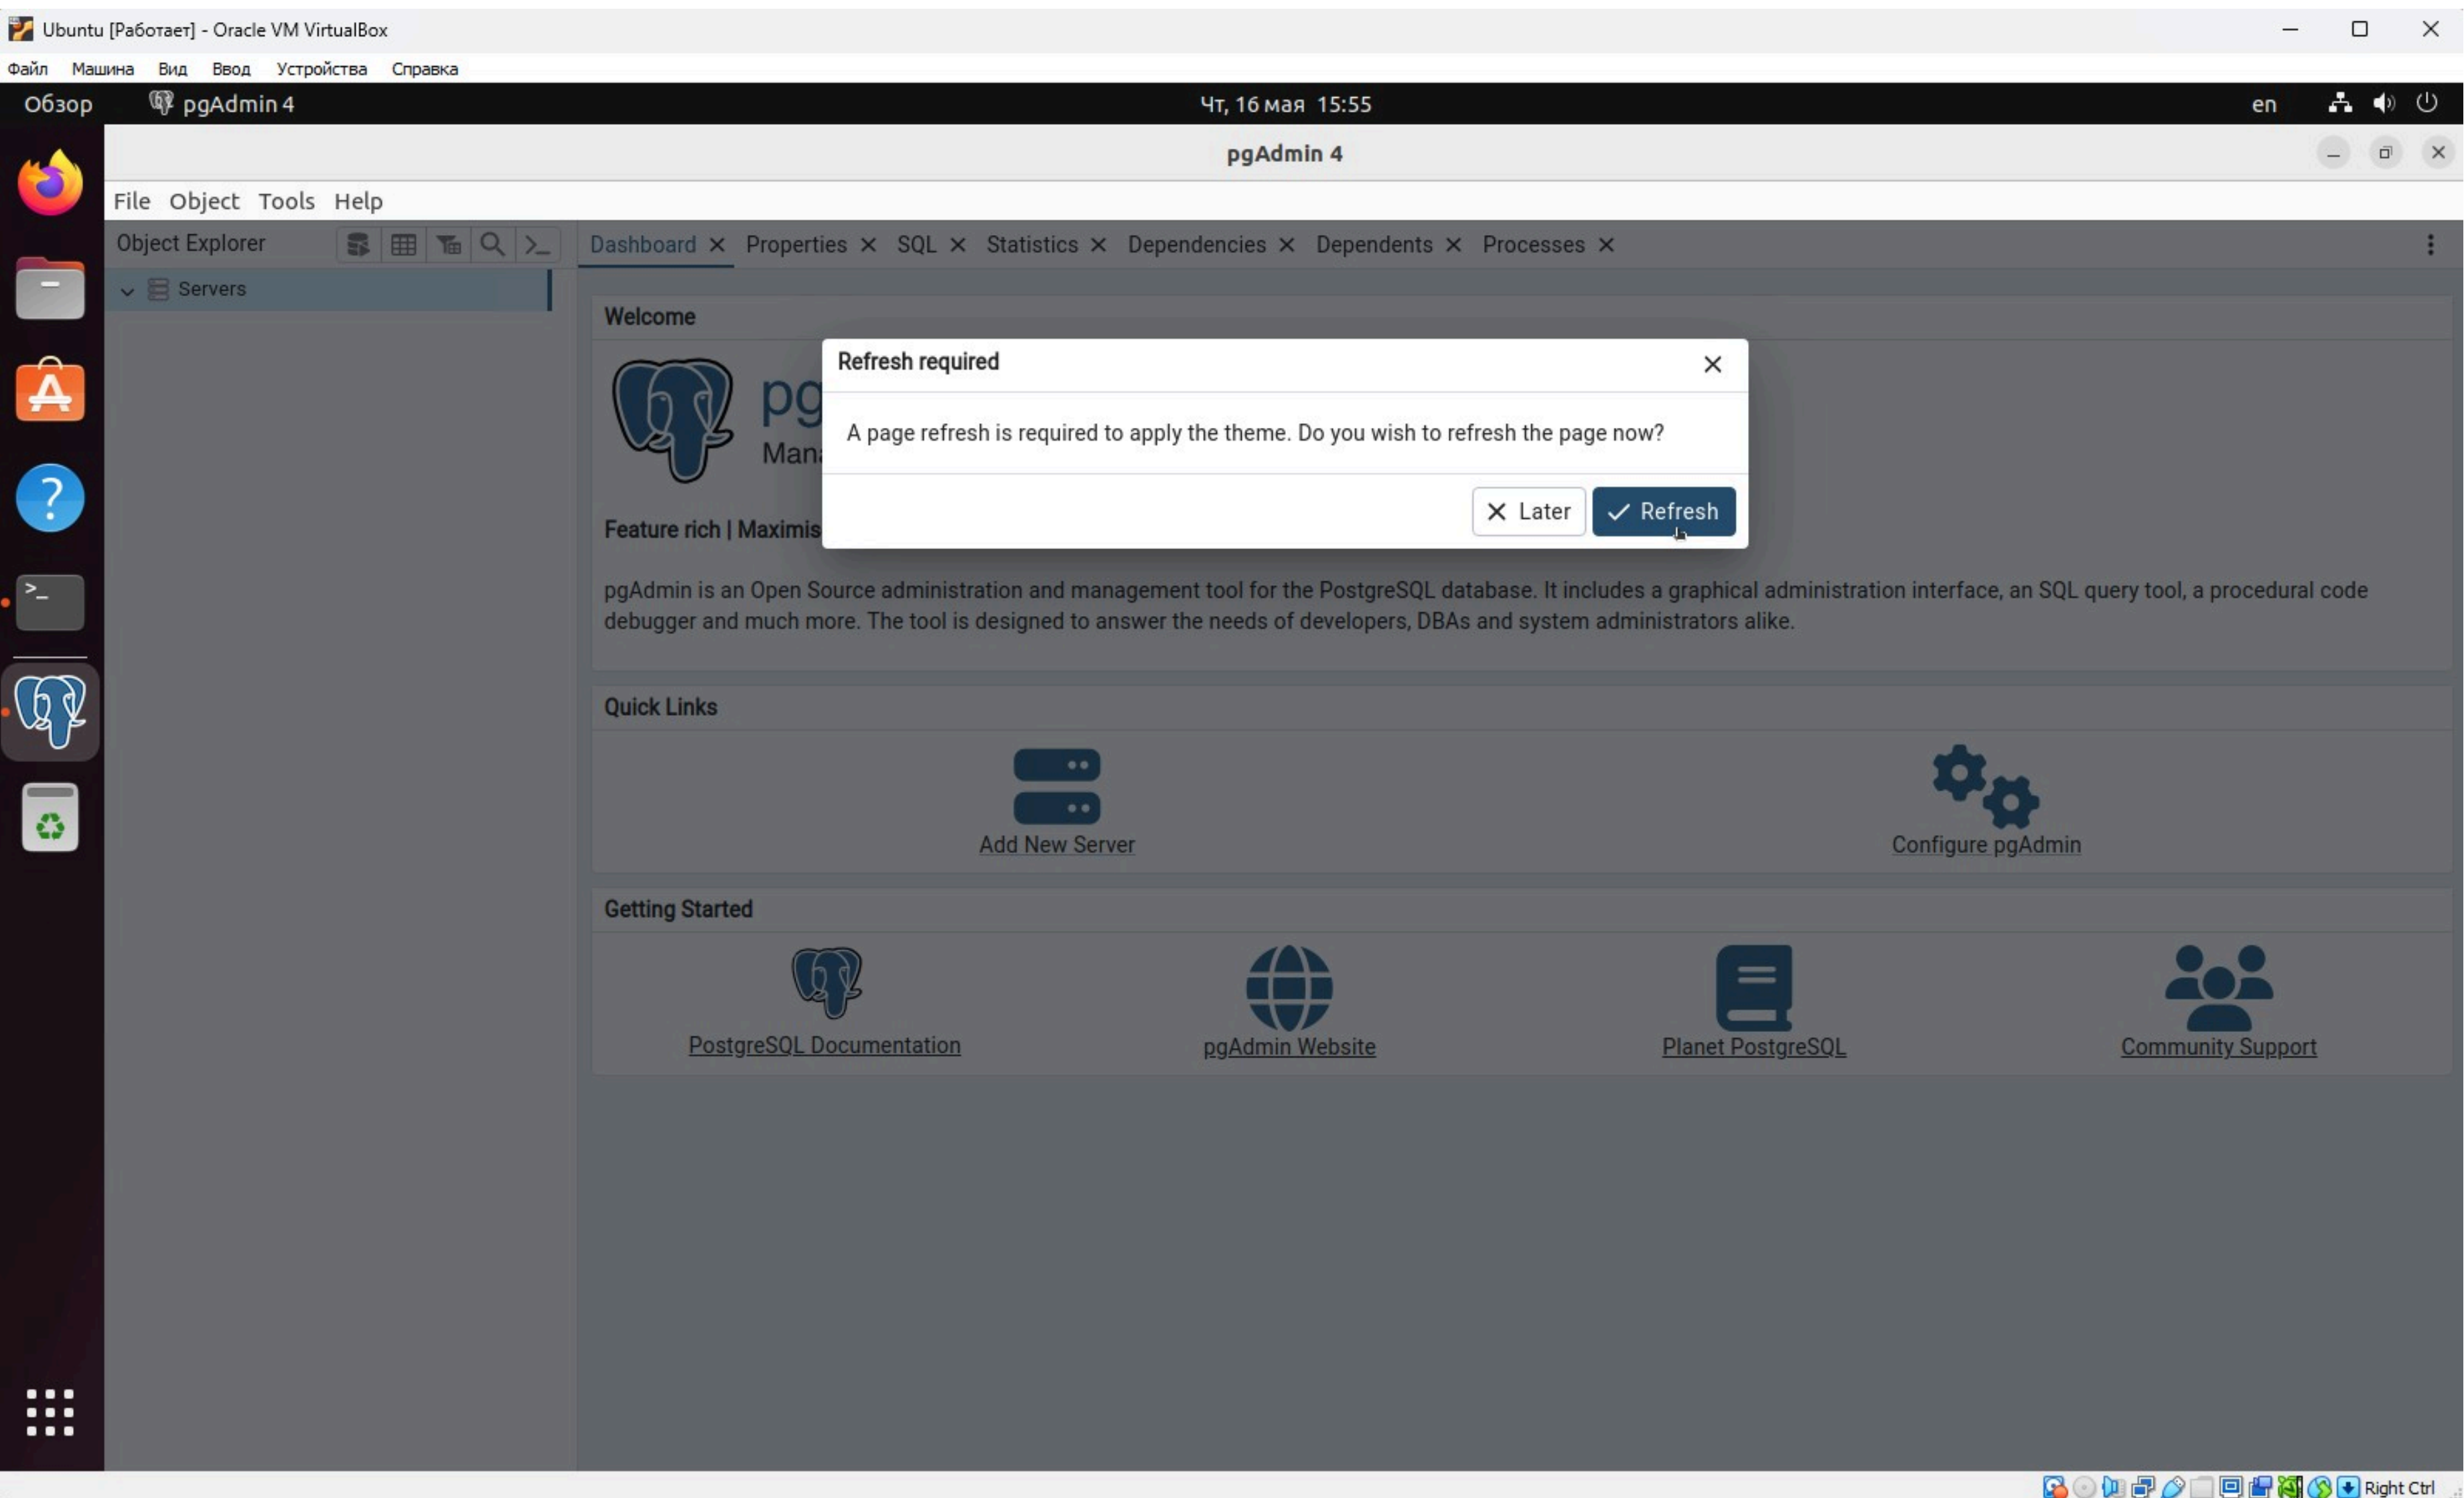 Ubuntu [Работает] - Oracle VM VirtualBox
Файл Машина Вид Ввод Устройства Справка
Обзор pgAdmin 4 Чт, 16 мая 15:55 en
pgAdmin 4
File Object Tools Help
Object Explorer
Dashboard Properties SQL Statistics Dependencies Dependents Processes
Servers
Welcome
pg
Mana
Refresh required
A page refresh is required to apply the theme. Do you wish to refresh the page now?
Later Refresh
Feature rich | Maximis
pgAdmin is an Open Source administration and management tool for the PostgreSQL database. It includes a graphical administration interface, an SQL query tool, a procedural code
debugger and much more. The tool is designed to answer the needs of developers, DBAs and system administrators alike.
Quick Links
Add New Server Configure pgAdmin
Getting Started
PostgreSQL Documentation pgAdmin Website Planet PostgreSQL Community Support
Right Ctrl